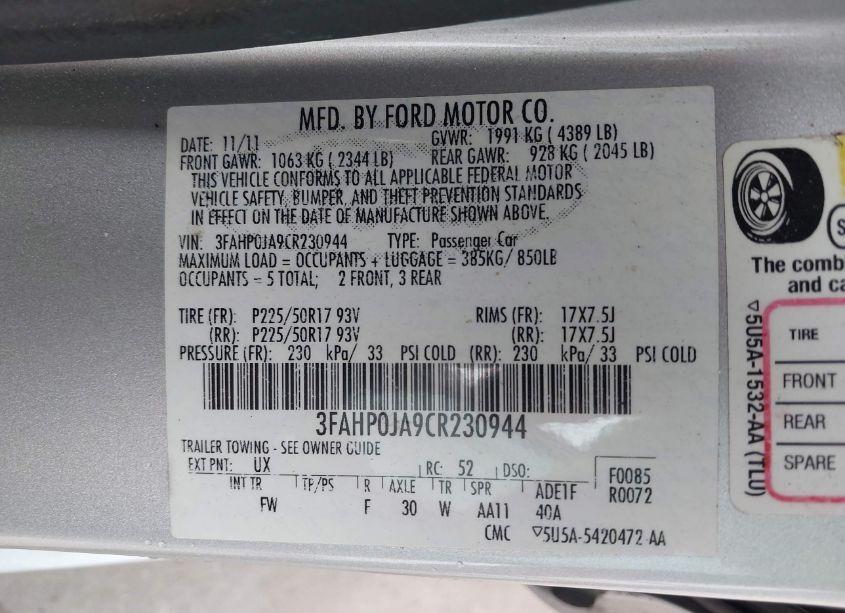 MFD. BY FORD MOTOR CO.
DATE: 11/11 GVWR: 1991 KG ( 4389 LB)
FRONT GAWR: 1063 KG ( 2344 LB) REAR GAWR: 928 KG ( 2045 LB)
THIS VEHICLE CONFORMS TO ALL APPLICABLE FEDERAL MOTOR
VEHICLE SAFETY, BUMPER, AND THEFT PREVENTION STANDARDS
IN EFFECT ON THE DATE OF MANUFACTURE SHOWN ABOVE.
VIN: 3FAHP0JA9CR230944 TYPE: Passenger Car
MAXIMUM LOAD = OCCUPANTS + LUGGAGE = 385KG/ 850LB
OCCUPANTS = 5 TOTAL; 2 FRONT, 3 REAR
TIRE (FR): P225/50R17 93V RIMS (FR): 17X7.5J
(RR): P225/50R17 93V (RR): 17X7.5J
PRESSURE (FR): 230 kPa/ 33 PSI COLD (RR): 230 kPa/ 33 PSI COLD
3FAHP0JA9CR230944
TRAILER TOWING - SEE OWNER GUIDE
EXT PNT: UX RC: 52 DSO: F0085
INT TR TP/PS R AXLE TR SPR ADE1F R0072
FW F 30 W AA11 40A
CMC ▽5U5A-5420472-AA
The comb
and ca
▽5U5A-1532-AA (TLU)
TIRE
FRONT
REAR
SPARE